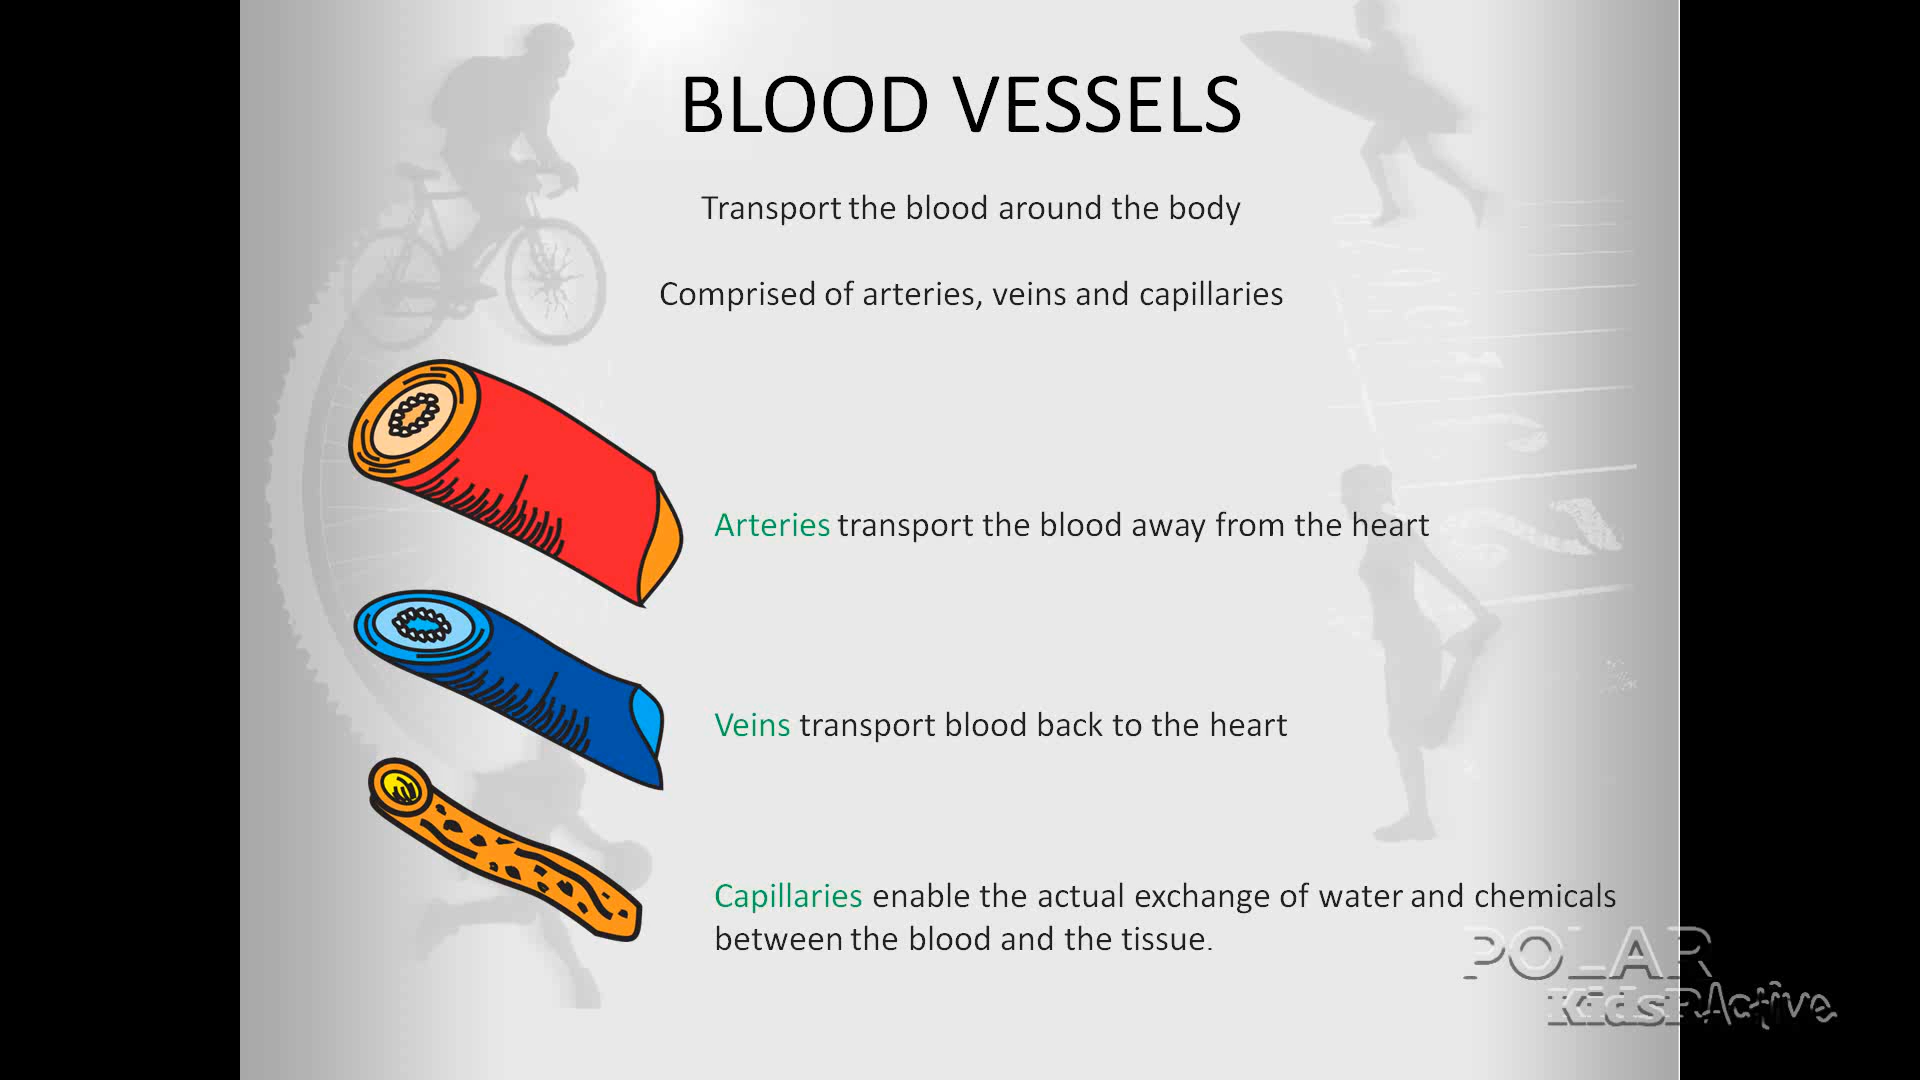 BLOOD VESSELS
Transport the blood around the body
Comprised of arteries, veins and capillaries
Arteries transport the blood away from the heart
Veins transport blood back to the heart
Capillaries enable the actual exchange of water and chemicals
between the blood and the tissue.
POLAR
KidsRActive